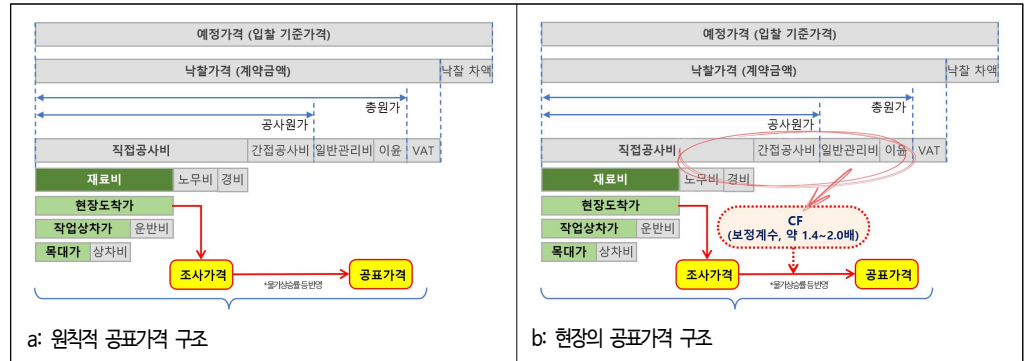 예정가격 (입찰 기준가격)
낙찰가격 (계약금액) 낙찰 차액
총원가
공사원가
직접공사비 간접공사비 일반관리비 이윤 VAT
재료비 노무비 경비
현장도착가
작업상차가 운반비
목대가 상차비
조사가격 공표가격
*물가상승률 등 반영
a: 원칙적 공표가격 구조
예정가격 (입찰 기준가격)
낙찰가격 (계약금액) 낙찰 차액
총원가
공사원가
직접공사비 간접공사비 일반관리비 이윤 VAT
재료비 노무비 경비
현장도착가
CF
(보정계수, 약 1.4~2.0배)
작업상차가 운반비
목대가 상차비
조사가격 공표가격
*물가상승률 등 반영
b: 현장의 공표가격 구조